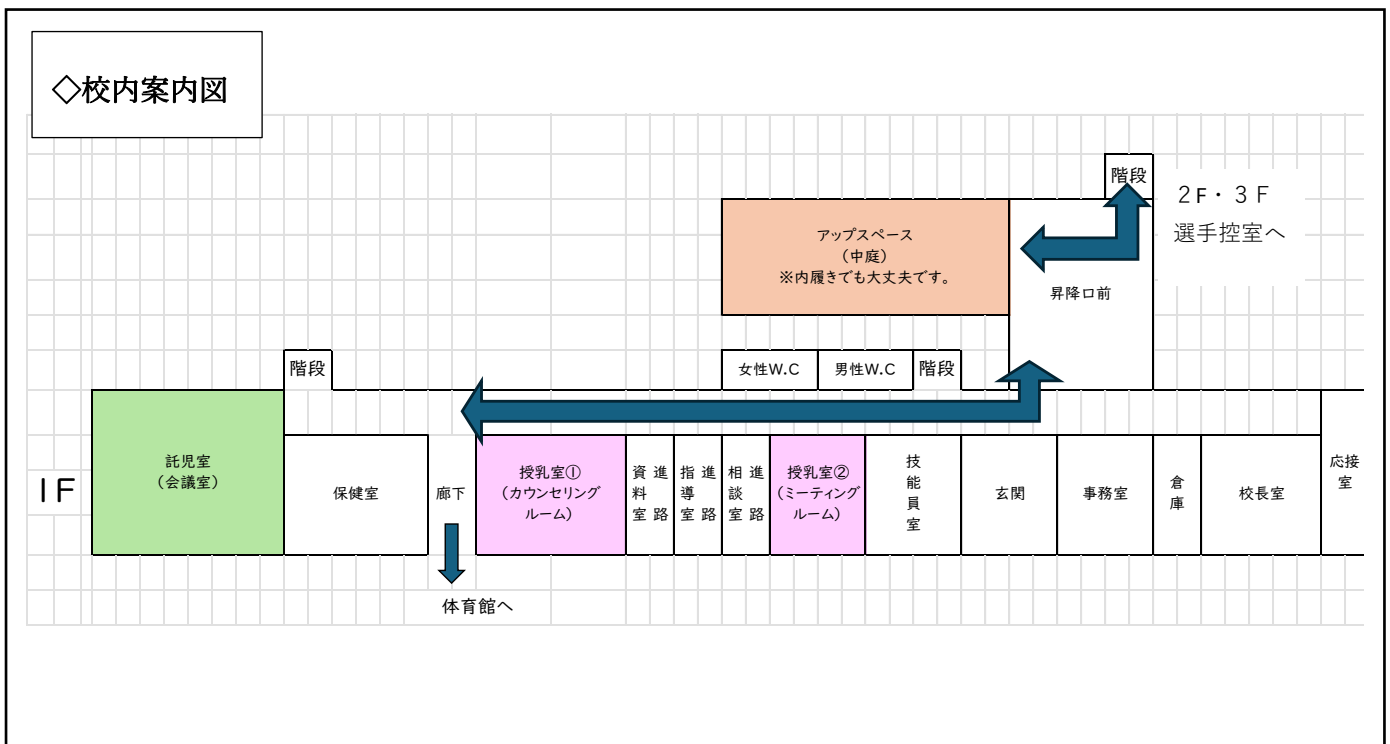 ◇校内案内図
階段
2F・3F
選手控室へ
アップスペース
(中庭)
※内履きでも大丈夫です。
昇降口前
階段
女性W.C
男性W.C
階段
1F
託児室
(会議室)
保健室
廊下
授乳室①
(カウンセリング
ルーム)
進路
資料室
進路
指導室
進路
相談室
授乳室②
(ミーティング
ルーム)
技能員室
玄関
事務室
倉庫
校長室
応接
室
体育館へ